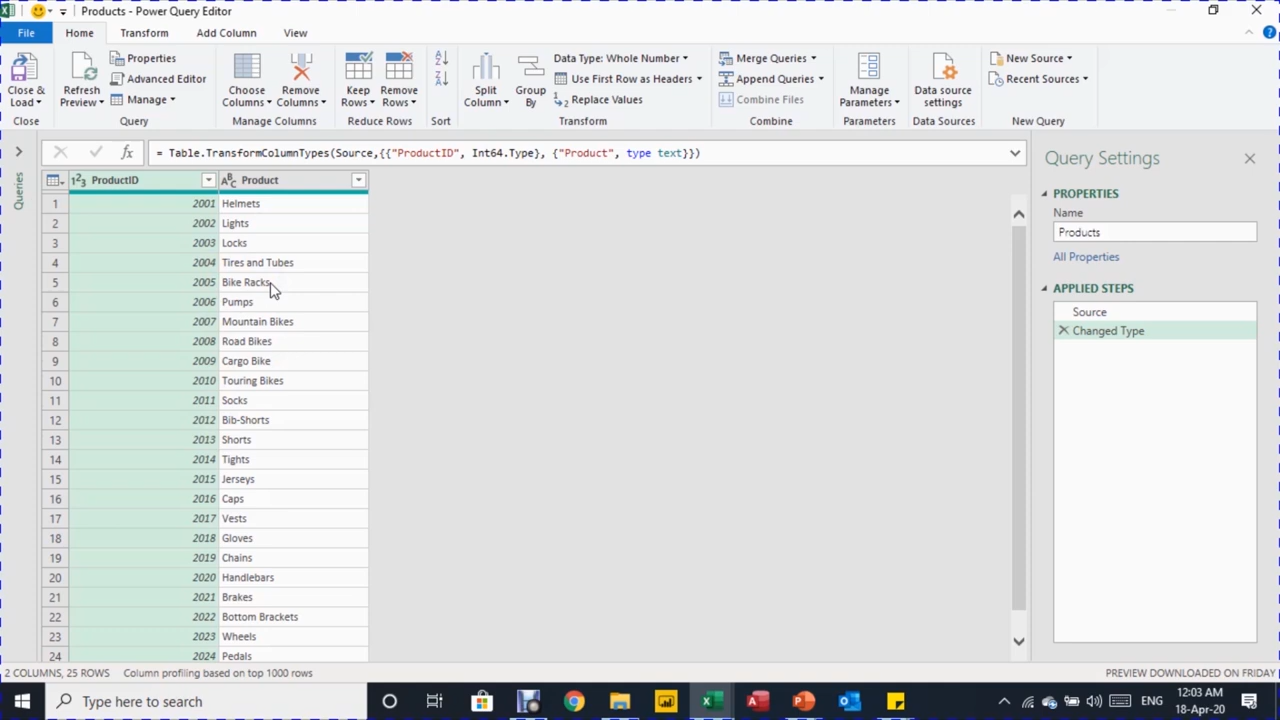 Products - Power Query Editor
File Home Transform Add Column View
Close & Load
Refresh Preview
Properties
Advanced Editor
Manage
Choose Columns
Remove Columns
Keep Rows
Remove Rows
Split Column
Group By
Data Type: Whole Number
Use First Row as Headers
1 2 Replace Values
Merge Queries
Append Queries
Combine Files
Manage Parameters
Data source settings
New Source
Recent Sources
Close Query Manage Columns Reduce Rows Sort Transform Combine Parameters Data Sources New Query
fx = Table.TransformColumnTypes(Source,{{"ProductID", Int64.Type}, {"Product", type text}})
Queries
123 ProductID ABC Product
1 2001 Helmets
2 2002 Lights
3 2003 Locks
4 2004 Tires and Tubes
5 2005 Bike Racks
6 2006 Pumps
7 2007 Mountain Bikes
8 2008 Road Bikes
9 2009 Cargo Bike
10 2010 Touring Bikes
11 2011 Socks
12 2012 Bib-Shorts
13 2013 Shorts
14 2014 Tights
15 2015 Jerseys
16 2016 Caps
17 2017 Vests
18 2018 Gloves
19 2019 Chains
20 2020 Handlebars
21 2021 Brakes
22 2022 Bottom Brackets
23 2023 Wheels
24 2024 Pedals
Query Settings
PROPERTIES
Name
Products
All Properties
APPLIED STEPS
Source
Changed Type
2 COLUMNS, 25 ROWS Column profiling based on top 1000 rows PREVIEW DOWNLOADED ON FRIDAY
Type here to search
ENG
12:03 AM
18-Apr-20